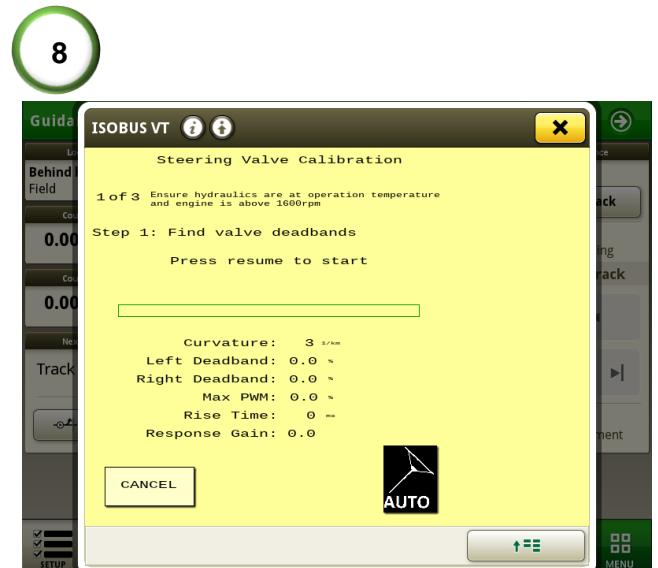 8
Guida
ISOBUS VT
Steering Valve Calibration
Behind
Field
1 of 3 Ensure hydraulics are at operation temperature
and engine is above 1600rpm
ack
Cou
0.00
Step 1: Find valve deadbands
Press resume to start
ing
rack
Cou
0.00
Nex
Track
Curvature: 3 1/km
Left Deadband: 0.0 %
Right Deadband: 0.0 %
Max PWM: 0.0 %
Rise Time: 0 ms
Response Gain: 0.0
ment
CANCEL
AUTO
SETUP
MENU